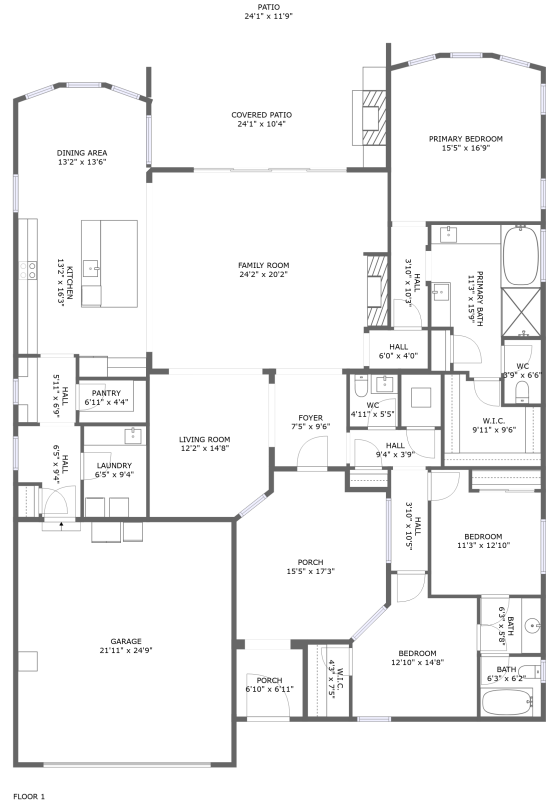 PATIO
24'1" x 11'9"
COVERED PATIO
24'1" x 10'4"
DINING AREA
13'2" x 13'6"
PRIMARY BEDROOM
15'5" x 16'9"
KITCHEN
13'2" x 16'3"
FAMILY ROOM
24'2" x 20'2"
HALL
3'10" x 10'3"
PRIMARY BATH
11'3" x 15'9"
HALL
6'0" x 4'0"
WC
3'9" x 6'6"
HALL
5'11" x 6'9"
PANTRY
6'11" x 4'4"
WC
4'11" x 5'5"
FOYER
7'5" x 9'6"
W.I.C.
9'11" x 9'6"
LIVING ROOM
12'2" x 14'8"
HALL
9'4" x 3'9"
HALL
6'5" x 9'4"
LAUNDRY
6'5" x 9'4"
HALL
3'10" x 10'5"
BEDROOM
11'3" x 12'10"
PORCH
15'5" x 17'3"
BATH
6'3" x 5'8"
GARAGE
21'11" x 24'9"
BEDROOM
12'10" x 14'8"
BATH
6'3" x 6'2"
W.I.C.
4'3" x 7'5"
PORCH
6'10" x 6'11"
FLOOR 1